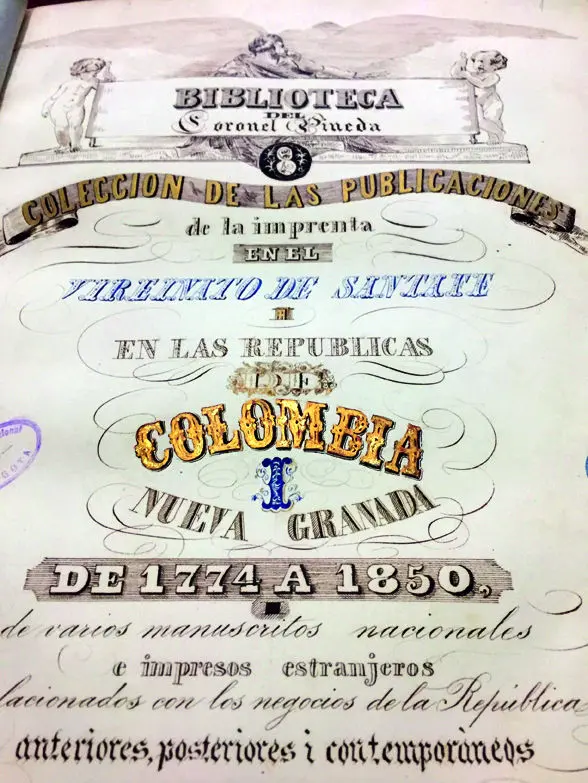 BIBLIOTECA
DEL
Coronel Pineda
8
COLECCION DE LAS PUBLICACIONES
de la imprenta
EN EL
VIREINATO DE SANTAFE
I
EN LAS REPUBLICAS
DE
COLOMBIA
I
NUEVA GRANADA
DE 1774 A 1850,
de varios manuscritos nacionales
e impresos estranjeros
lacionados con los negocios de la República
anteriores, posteriores i contemporáneos